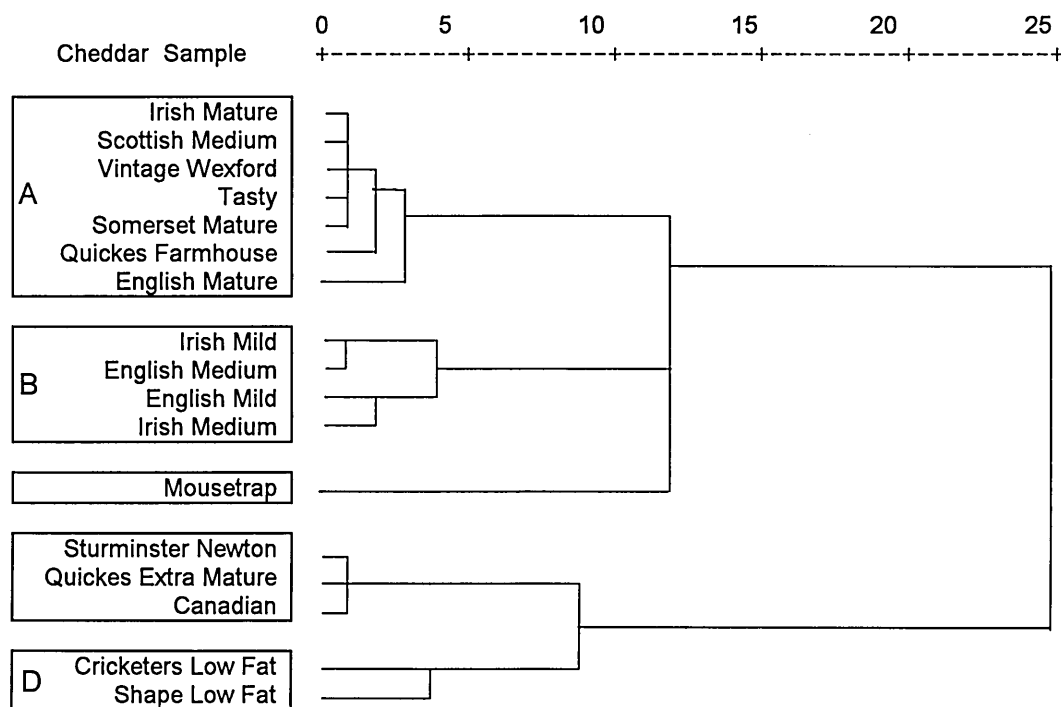 0 5 10 15 20 25
Cheddar Sample
A
Irish Mature
Scottish Medium
Vintage Wexford
Tasty
Somerset Mature
Quickes Farmhouse
English Mature
B
Irish Mild
English Medium
English Mild
Irish Medium
Mousetrap
Sturminster Newton
Quickes Extra Mature
Canadian
D
Cricketers Low Fat
Shape Low Fat